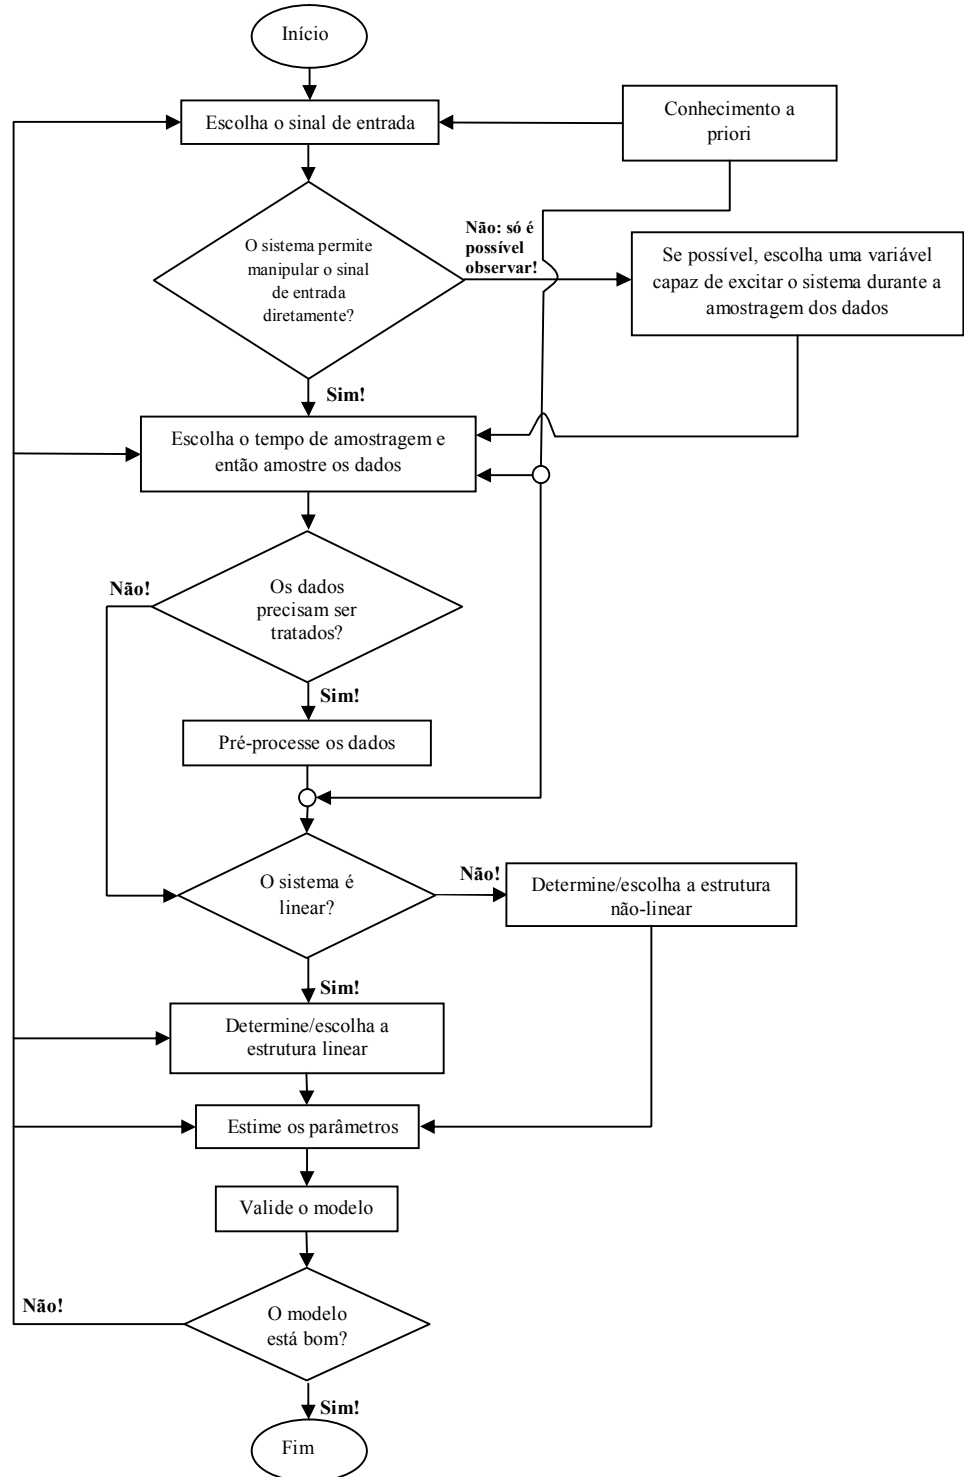 Início
Escolha o sinal de entrada
Conhecimento a
priori
O sistema permite
manipular o sinal
de entrada
diretamente?
Não: só é
possível
observar!
Se possível, escolha uma variável
capaz de excitar o sistema durante a
amostragem dos dados
Sim!
Escolha o tempo de amostragem e
então amostre os dados
Os dados
precisam ser
tratados?
Não!
Sim!
Pré-processe os dados
O sistema é
linear?
Não!
Determine/escolha a estrutura
não-linear
Sim!
Determine/escolha a
estrutura linear
Estime os parâmetros
Valide o modelo
O modelo
está bom?
Não!
Sim!
Fim